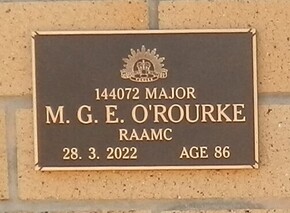 144072 MAJOR
M. G. E. O'ROURKE
RAAMC
28. 3. 2022 AGE 86